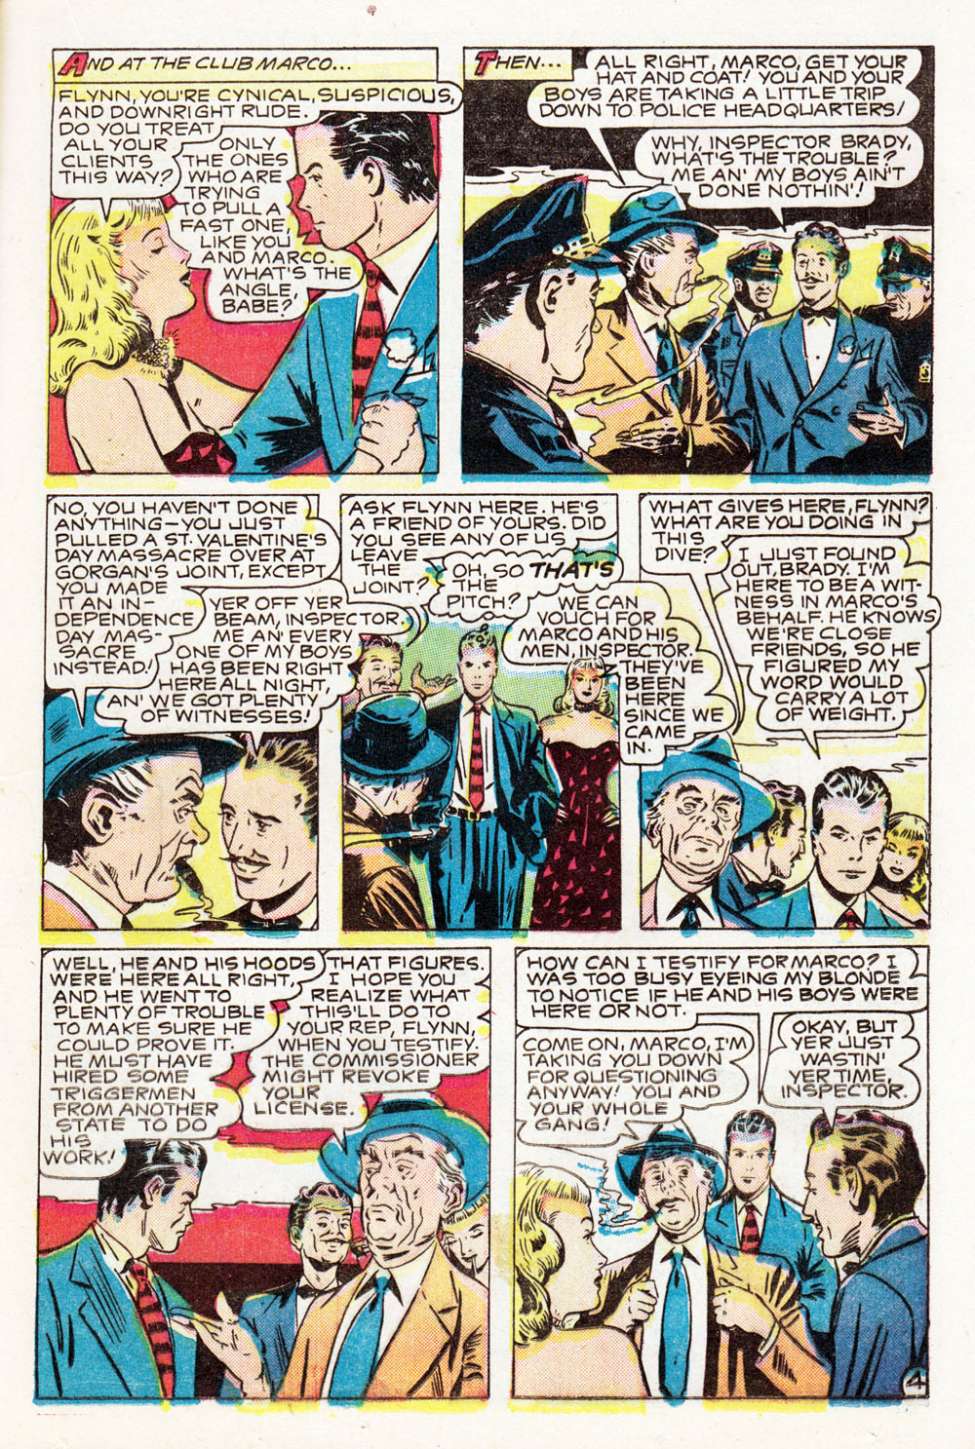 AND AT THE CLUB MARCO...
FLYNN, YOU'RE CYNICAL, SUSPICIOUS,
AND DOWNRIGHT RUDE.
DO YOU TREAT
ALL YOUR
CLIENTS
THIS WAY?
ONLY
THE ONES
WHO ARE
TRYING
TO PULL A
FAST ONE,
LIKE YOU
AND MARCO.
WHAT'S THE
ANGLE,
BABE?
THEN...
ALL RIGHT, MARCO, GET YOUR
HAT AND COAT! YOU AND YOUR
BOYS ARE TAKING A LITTLE TRIP
DOWN TO POLICE HEADQUARTERS!
WHY, INSPECTOR BRADY,
WHAT'S THE TROUBLE?
ME AN' MY BOYS AIN'T
DONE NOTHIN'!
NO, YOU HAVEN'T DONE
ANYTHING—YOU JUST
PULLED A ST. VALENTINE'S
DAY MASSACRE OVER AT
GORGAN'S JOINT, EXCEPT
YOU MADE
IT AN IN-
DEPENDENCE
DAY MAS-
SACRE
INSTEAD!
YER OFF YER
BEAM, INSPECTOR.
ME AN' EVERY
ONE OF MY BOYS
HAS BEEN RIGHT
HERE ALL NIGHT,
AN' WE GOT PLENTY
OF WITNESSES!
ASK FLYNN HERE. HE'S
A FRIEND OF YOURS. DID
YOU SEE ANY OF US
LEAVE
THE
JOINT?
OH, SO THAT'S
THE
PITCH?
WE CAN
VOUCH FOR
MARCO AND HIS
MEN, INSPECTOR.
THEY'VE
BEEN
HERE
SINCE WE
CAME
IN.
WHAT GIVES HERE, FLYNN?
WHAT ARE YOU DOING IN
THIS
DIVE?
I JUST FOUND
OUT, BRADY. I'M
HERE TO BE A WIT-
NESS IN MARCO'S
BEHALF. HE KNOWS
WE'RE CLOSE
FRIENDS, SO HE
FIGURED MY
WORD WOULD
CARRY A LOT
OF WEIGHT.
WELL, HE AND HIS HOODS
WERE HERE ALL RIGHT,
AND HE WENT TO
PLENTY OF TROUBLE
TO MAKE SURE HE
COULD PROVE IT.
HE MUST HAVE
HIRED SOME
TRIGGERMEN
FROM ANOTHER
STATE TO DO
HIS
WORK!
THAT FIGURES.
I HOPE YOU
REALIZE WHAT
THIS'LL DO TO
YOUR REP, FLYNN,
WHEN YOU TESTIFY.
THE COMMISSIONER
MIGHT REVOKE
YOUR
LICENSE.
HOW CAN I TESTIFY FOR MARCO? I
WAS TOO BUSY EYEING MY BLONDE
TO NOTICE IF HE AND HIS BOYS WERE
HERE OR NOT.
COME ON, MARCO, I'M
TAKING YOU DOWN
FOR QUESTIONING
ANYWAY! YOU AND
YOUR WHOLE
GANG!
OKAY, BUT
YER JUST
WASTIN'
YER TIME,
INSPECTOR.
4